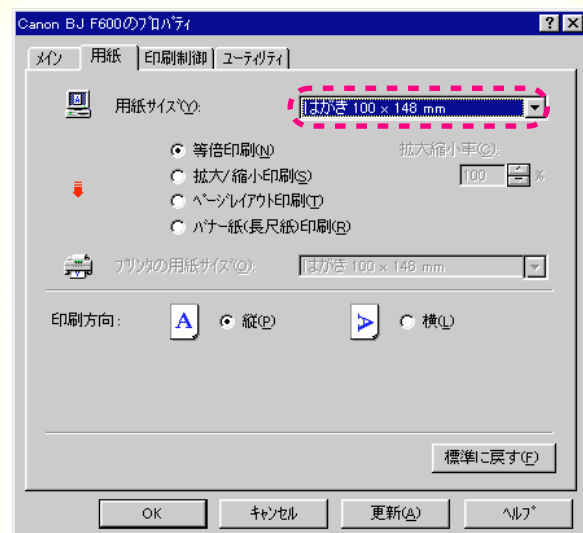 Canon BJ F600のﾌﾟﾛﾊﾟﾃｨ
ﾒｲﾝ 用紙 印刷制御 ﾕｰﾃｨﾘﾃｨ
用紙ｻｲｽﾞ(Y): はがき 100 × 148 mm
等倍印刷(N) 拡大縮小率(C):
拡大/縮小印刷(S) 100 %
ﾍﾟｰｼﾞﾚｲｱｳﾄ印刷(T)
ﾊﾞﾅｰ紙(長尺紙)印刷(R)
ﾌﾟﾘﾝﾀの用紙ｻｲｽﾞ(O): はがき 100 × 148 mm
印刷方向: A 縦(P) A 横(L)
標準に戻す(F)
OK ｷｬﾝｾﾙ 更新(A) ﾍﾙﾌﾟ